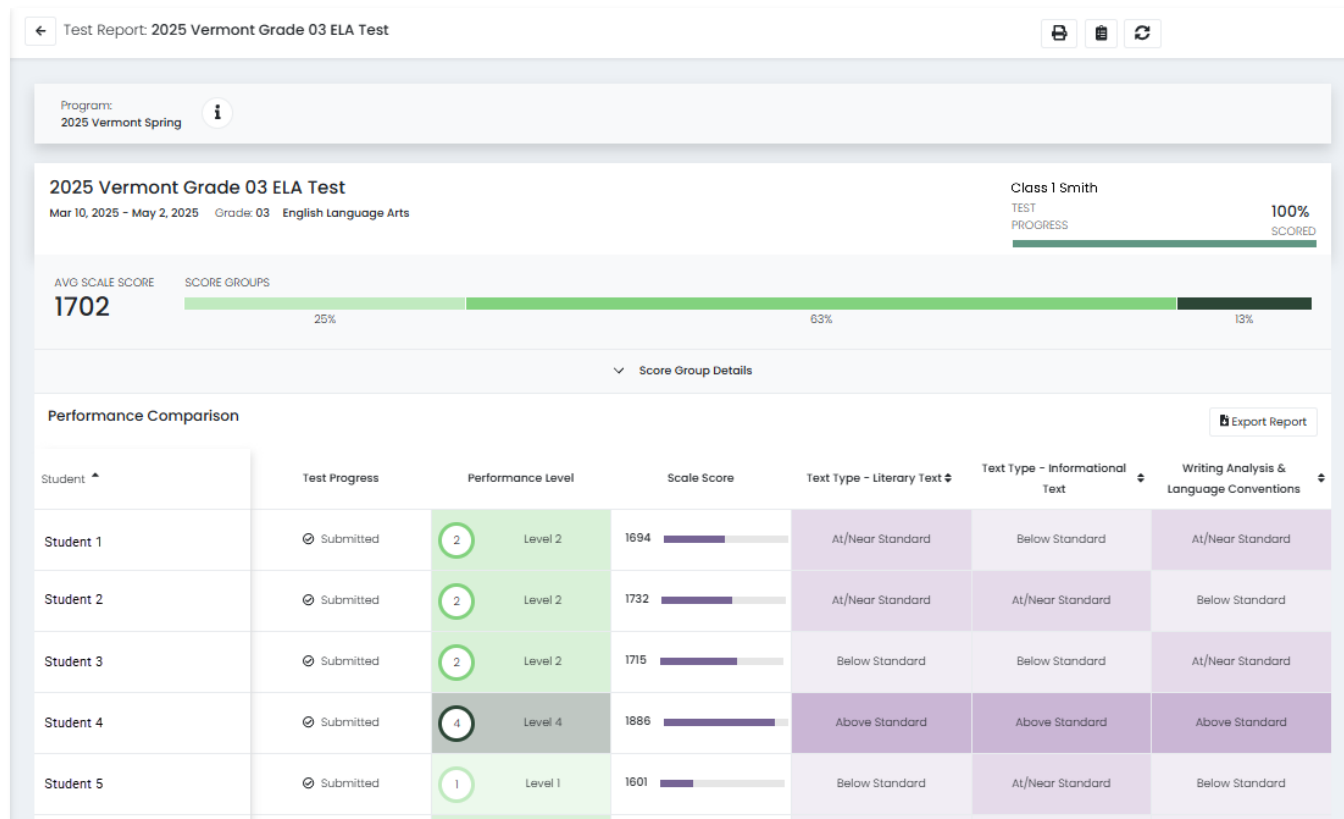 Test Report: 2025 Vermont Grade 03 ELA Test
Program:
2025 Vermont Spring
i
2025 Vermont Grade 03 ELA Test
Mar 10, 2025 - May 2, 2025 Grade: 03 English Language Arts
Class 1 Smith
TEST
PROGRESS
100%
SCORED
AVG SCALE SCORE
1702
SCORE GROUPS
25% 63% 13%
Score Group Details
Performance Comparison
Export Report
Student Test Progress Performance Level Scale Score Text Type - Literary Text Text Type - Informational
Text Writing Analysis &
Language Conventions
Student 1 Submitted 2 Level 2 1694 At/Near Standard Below Standard At/Near Standard
Student 2 Submitted 2 Level 2 1732 At/Near Standard At/Near Standard Below Standard
Student 3 Submitted 2 Level 2 1715 Below Standard Below Standard At/Near Standard
Student 4 Submitted 4 Level 4 1886 Above Standard Above Standard Above Standard
Student 5 Submitted 1 Level 1 1601 Below Standard At/Near Standard Below Standard